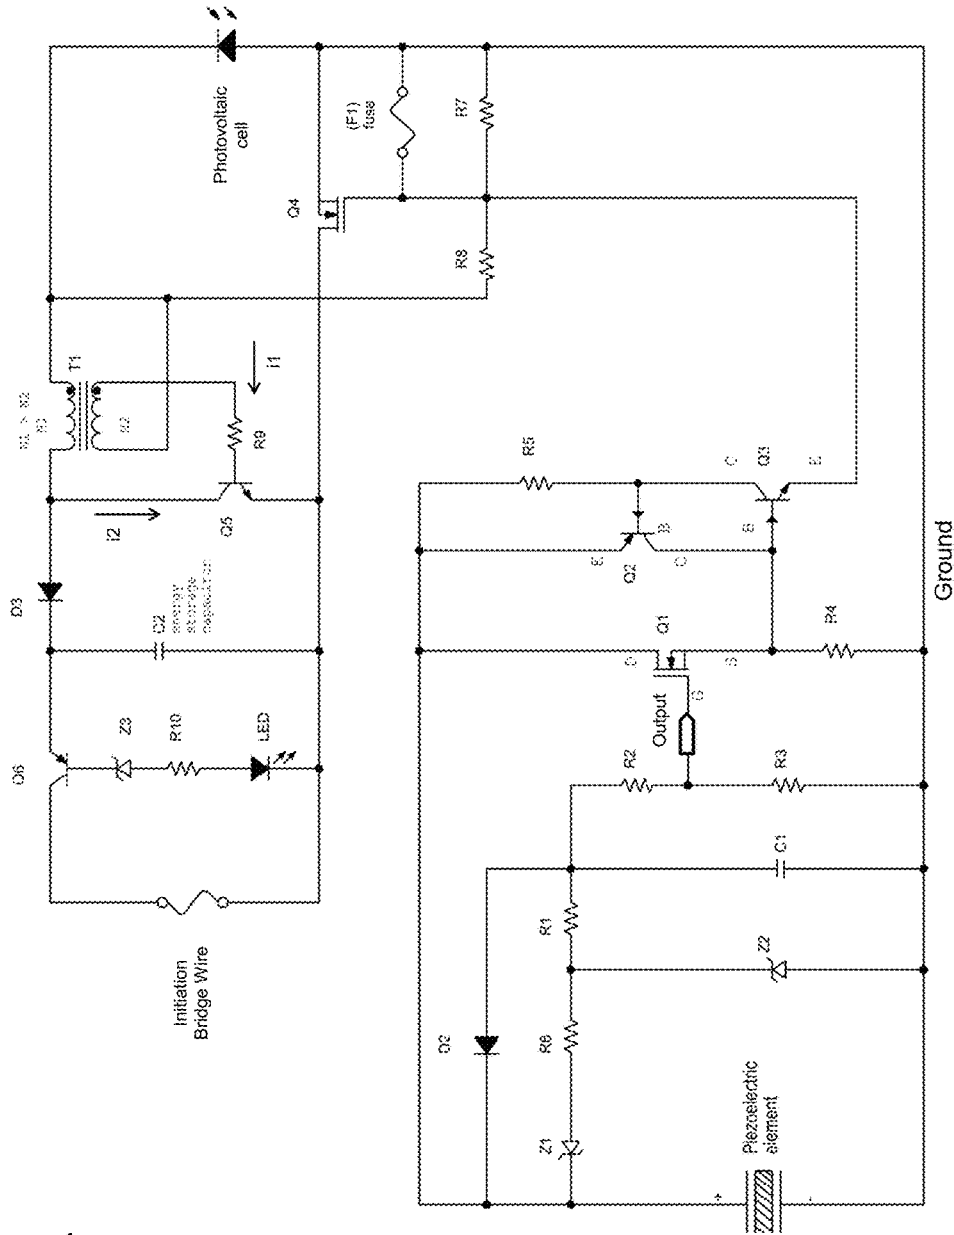 Photovoltaic
cell
(F1)
fuse
R7
Q4
R8
T1
N2
i1
R9
R5
C
Q3
E
i2
Q5
B
B
E
Q2
C
D3
C2
energy
storage
capacitor
R4
Q1
D
S
G
Ground
Z3
R10
LED
Output
Q6
R2
R3
C1
R1
Z2
Initiation
Bridge Wire
D2
R6
Z1
Piezoelectric
element
+
-